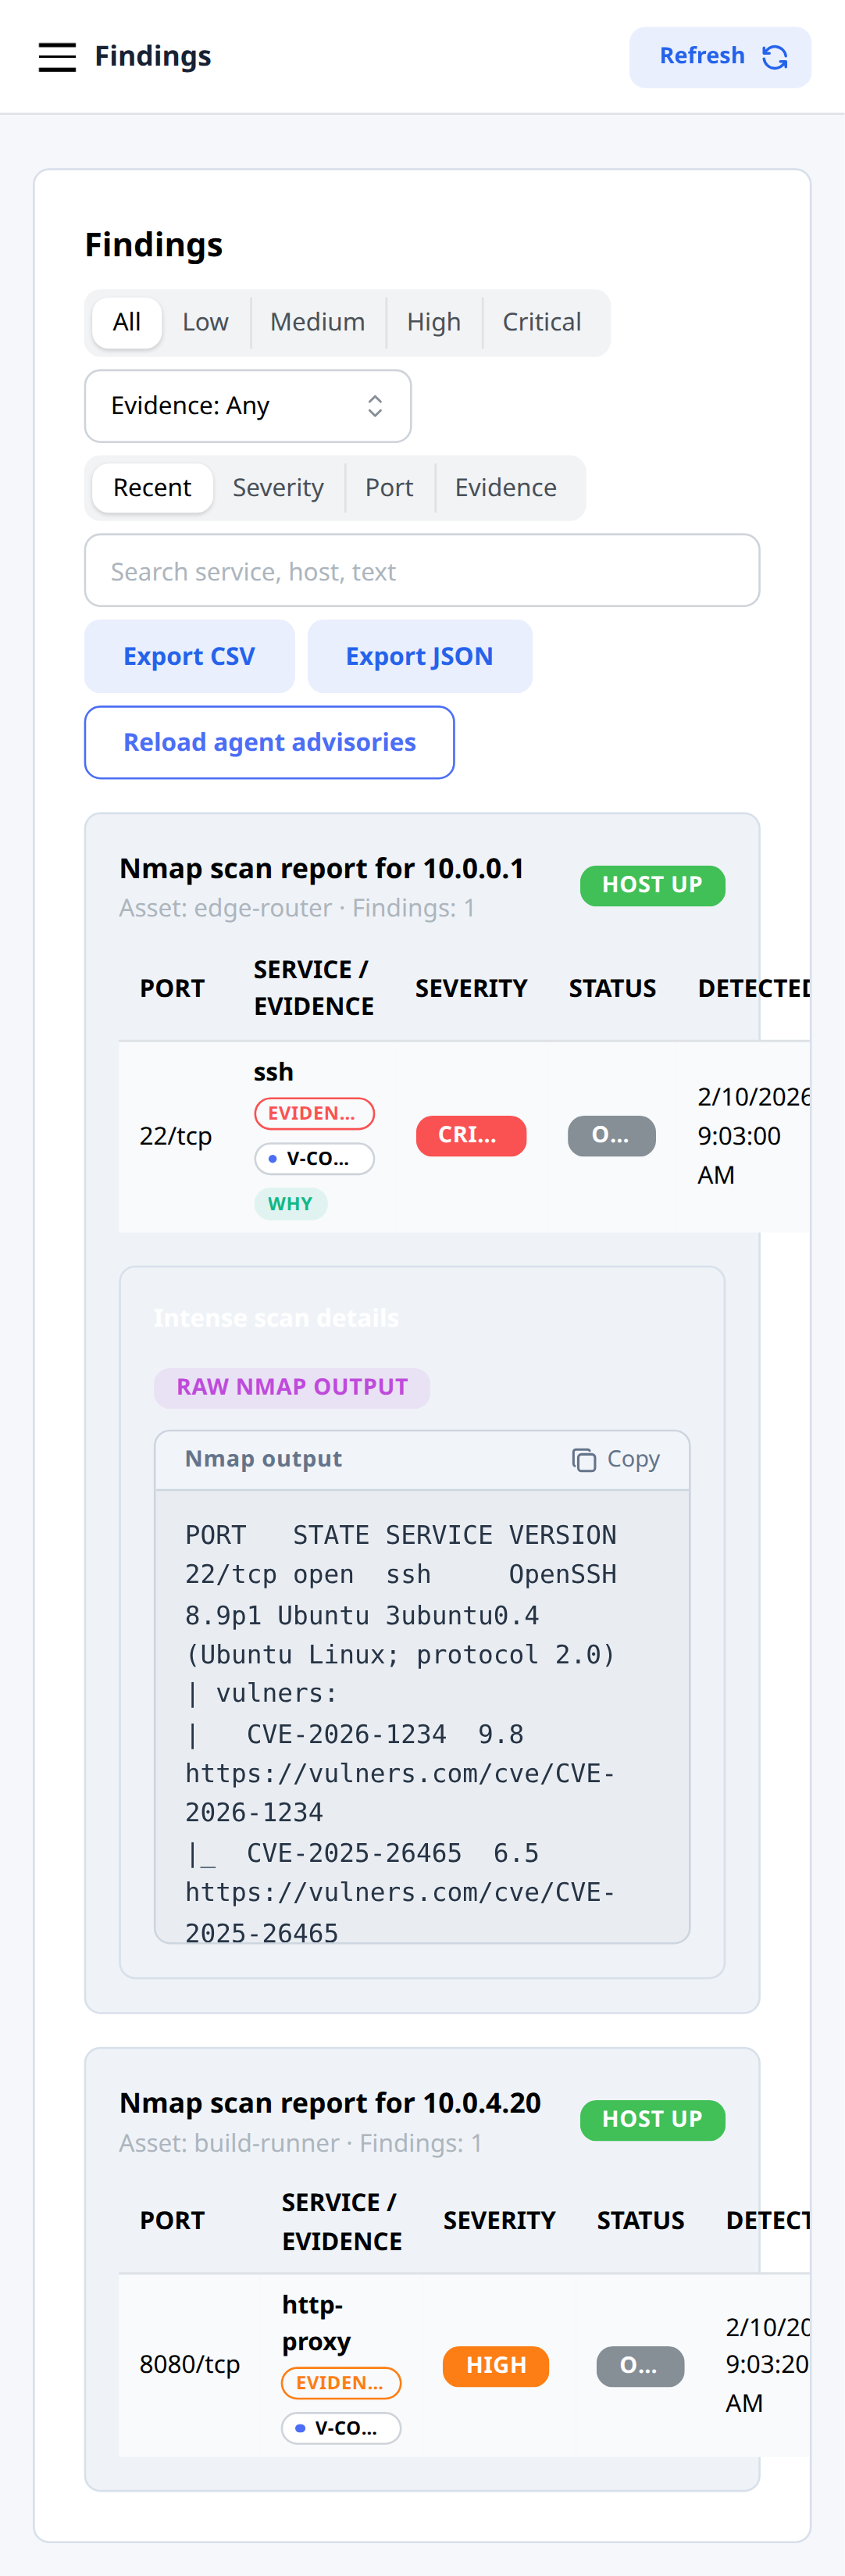 Findings
Refresh
Findings
All Low Medium High Critical
Evidence: Any
Recent Severity Port Evidence
Search service, host, text
Export CSV Export JSON
Reload agent advisories
Nmap scan report for 10.0.0.1
HOST UP
Asset: edge-router · Findings: 1
PORT SERVICE / EVIDENCE SEVERITY STATUS DETECTED
ssh
EVIDEN...
V-CO...
WHY
22/tcp
CRI...
O...
2/10/2026
9:03:00
AM
Intense scan details
RAW NMAP OUTPUT
Nmap output
Copy
PORT   STATE SERVICE VERSION
22/tcp open  ssh     OpenSSH
8.9p1 Ubuntu 3ubuntu0.4
(Ubuntu Linux; protocol 2.0)
| vulners:
|   CVE-2026-1234  9.8
https://vulners.com/cve/CVE-
2026-1234
|_  CVE-2025-26465  6.5
https://vulners.com/cve/CVE-
2025-26465
Nmap scan report for 10.0.4.20
HOST UP
Asset: build-runner · Findings: 1
PORT SERVICE / EVIDENCE SEVERITY STATUS DETECT
http-
proxy
EVIDEN...
V-CO...
8080/tcp
HIGH
O...
2/10/20
9:03:20
AM